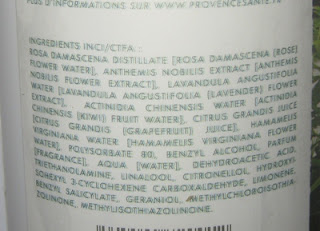 PLUS D'INFORMATIONS SUR WWW.PROVENCESANTE.
INGREDIENTS INCI/CTFA :
ROSA DAMASCENA DISTILLATE [ROSA DAMASCENA (ROSE)
FLOWER WATER], ANTHEMIS NOBILIS EXTRACT [ANTHEMIS
NOBILIS FLOWER EXTRACT], LAVANDULA ANGUSTIFOLIA
WATER [LAVANDULA ANGUSTIFOLIA (LAVENDER) FLOWER
EXTRACT], ACTINIDIA CHINENSIS WATER [ACTINIDIA
CHINENSIS (KIWI) FRUIT WATER], CITRUS GRANDIS JUICE
[CITRUS GRANDIS (GRAPEFRUIT) JUICE], HAMAMELIS
VIRGINIANA WATER [HAMAMELIS VIRGINIANA FLOWER
WATER], POLYSORBATE 80, BENZYL ALCOHOL, PARFUM
[FRAGRANCE], AQUA [WATER], DEHYDROACETIC ACID,
TRIETHANOLAMINE, LINALOOL, CITRONELLOL, HYDROXY-
SOHEXYL 3-CYCLOHEXENE CARBOXALDEHYDE, LIMONENE,
BENZYL SALICYLATE, GERANIOL, METHYLCHLOROISOTHIA-
ZOLINONE, METHYLISOTHIAZOLINONE.